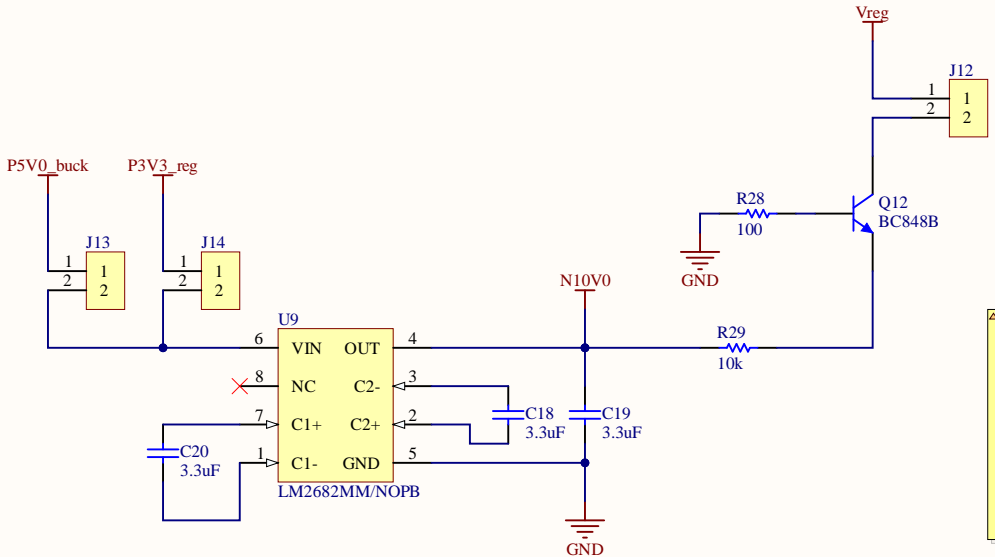 Vreg
J12
1 1
2 2
P5V0_buck
P3V3_reg
R28
100
Q12
BC848B
J13
1 1
2 2
J14
1 1
2 2
GND
N10V0
U9
6 VIN OUT 4
R29
10k
8 NC C2- 3
7 C1+ C2+ 2
C18
3.3uF
C19
3.3uF
C20
3.3uF
1 C1- GND 5
LM2682MM/NOPB
GND